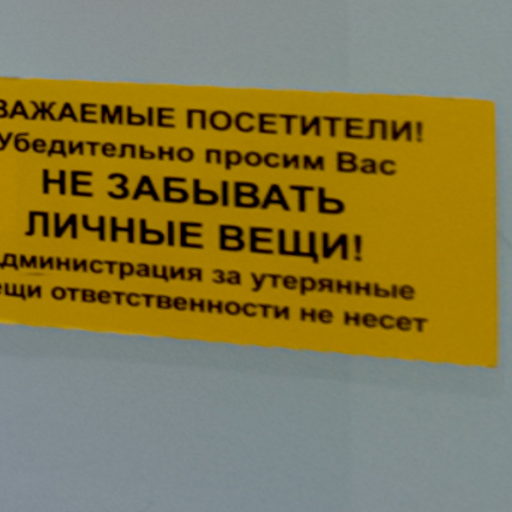 ВАЖАЕМЫЕ ПОСЕТИТЕЛИ!
Убедительно просим Вас
НЕ ЗАБЫВАТЬ
ЛИЧНЫЕ ВЕЩИ!
дминистрация за утерянные
ещи ответственности не несет